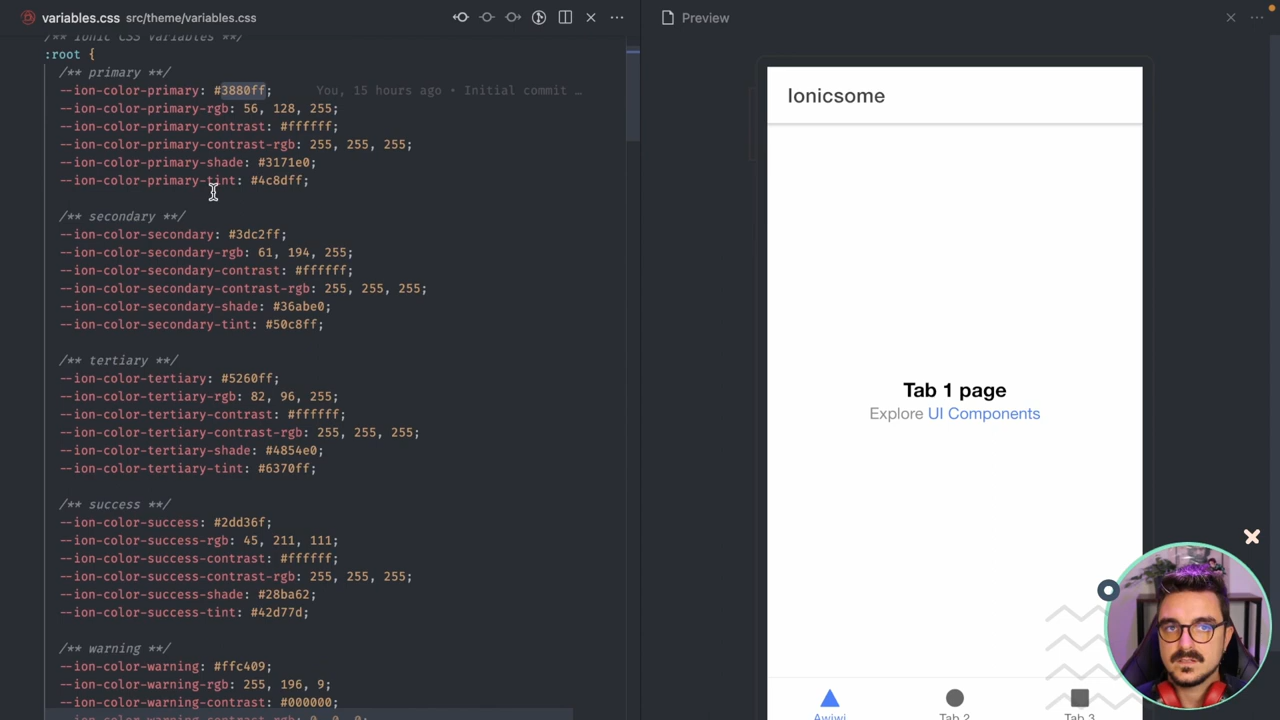 variables.css src/theme/variables.css
/** Ionic CSS Variables **/
:root {
/** primary **/
--ion-color-primary: #3880ff; You, 15 hours ago • Initial commit …
--ion-color-primary-rgb: 56, 128, 255;
--ion-color-primary-contrast: #ffffff;
--ion-color-primary-contrast-rgb: 255, 255, 255;
--ion-color-primary-shade: #3171e0;
--ion-color-primary-tint: #4c8dff;
/** secondary **/
--ion-color-secondary: #3dc2ff;
--ion-color-secondary-rgb: 61, 194, 255;
--ion-color-secondary-contrast: #ffffff;
--ion-color-secondary-contrast-rgb: 255, 255, 255;
--ion-color-secondary-shade: #36abe0;
--ion-color-secondary-tint: #50c8ff;
/** tertiary **/
--ion-color-tertiary: #5260ff;
--ion-color-tertiary-rgb: 82, 96, 255;
--ion-color-tertiary-contrast: #ffffff;
--ion-color-tertiary-contrast-rgb: 255, 255, 255;
--ion-color-tertiary-shade: #4854e0;
--ion-color-tertiary-tint: #6370ff;
/** success **/
--ion-color-success: #2dd36f;
--ion-color-success-rgb: 45, 211, 111;
--ion-color-success-contrast: #ffffff;
--ion-color-success-contrast-rgb: 255, 255, 255;
--ion-color-success-shade: #28ba62;
--ion-color-success-tint: #42d77d;
/** warning **/
--ion-color-warning: #ffc409;
--ion-color-warning-rgb: 255, 196, 9;
--ion-color-warning-contrast: #000000;
--ion-color-warning-contrast-rgb: 0, 0, 0;
Preview
Ionicsome
Tab 1 page
Explore UI Components
Awiwi
Tab 2
Tab 3